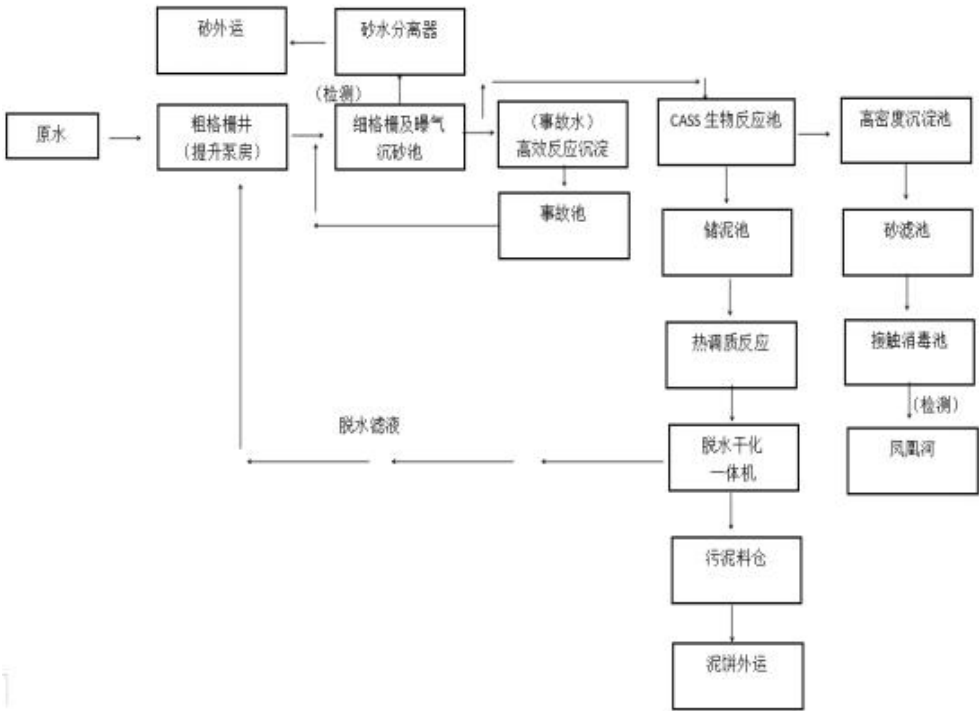 砂外运
砂水分离器
(检测)
原水
粗格栅井
（提升泵房）
细格栅及曝气
沉砂池
（事故水）
高效反应沉淀
CASS 生物反应池
高密度沉淀池
事故池
储泥池
砂滤池
热调质反应
接触消毒池
(检测)
脱水滤液
脱水干化
一体机
凤凰河
污泥料仓
泥饼外运